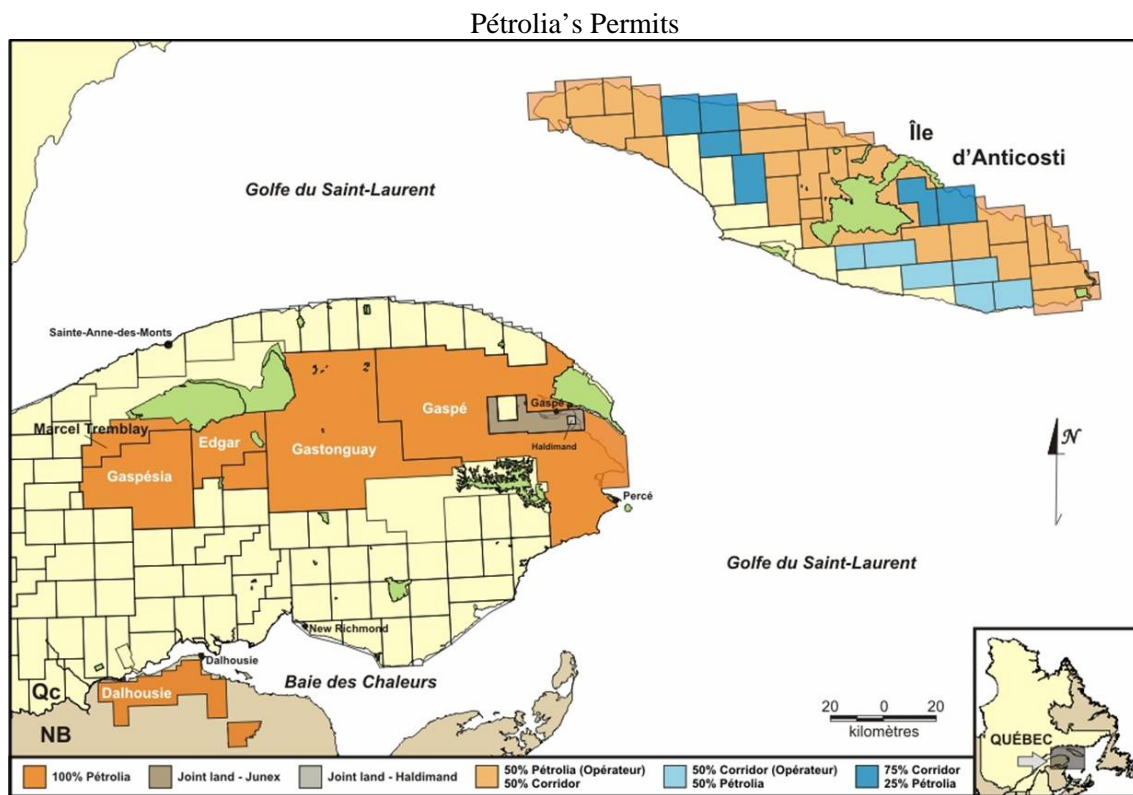 Pétrolia’s Permits
Île
d'Anticosti
Golfe du Saint-Laurent
Sainte-Anne-des-Monts
Gaspé
Gaspé
Marcel Tremblay
Edgar
Gastonguay
Haldimand
Gaspésia
Percé
N
Golfe du Saint-Laurent
New Richmond
Dalhousie
Baie des Chaleurs
Qc
Dalhousie
NB
20 0 20
kilomètres
QUÉBEC
100% Pétrolia
Joint land - Junex
Joint land - Haldimand
50% Pétrolia (Opérateur)
50% Corridor
50% Corridor (Opérateur)
50% Pétrolia
75% Corridor
25% Pétrolia